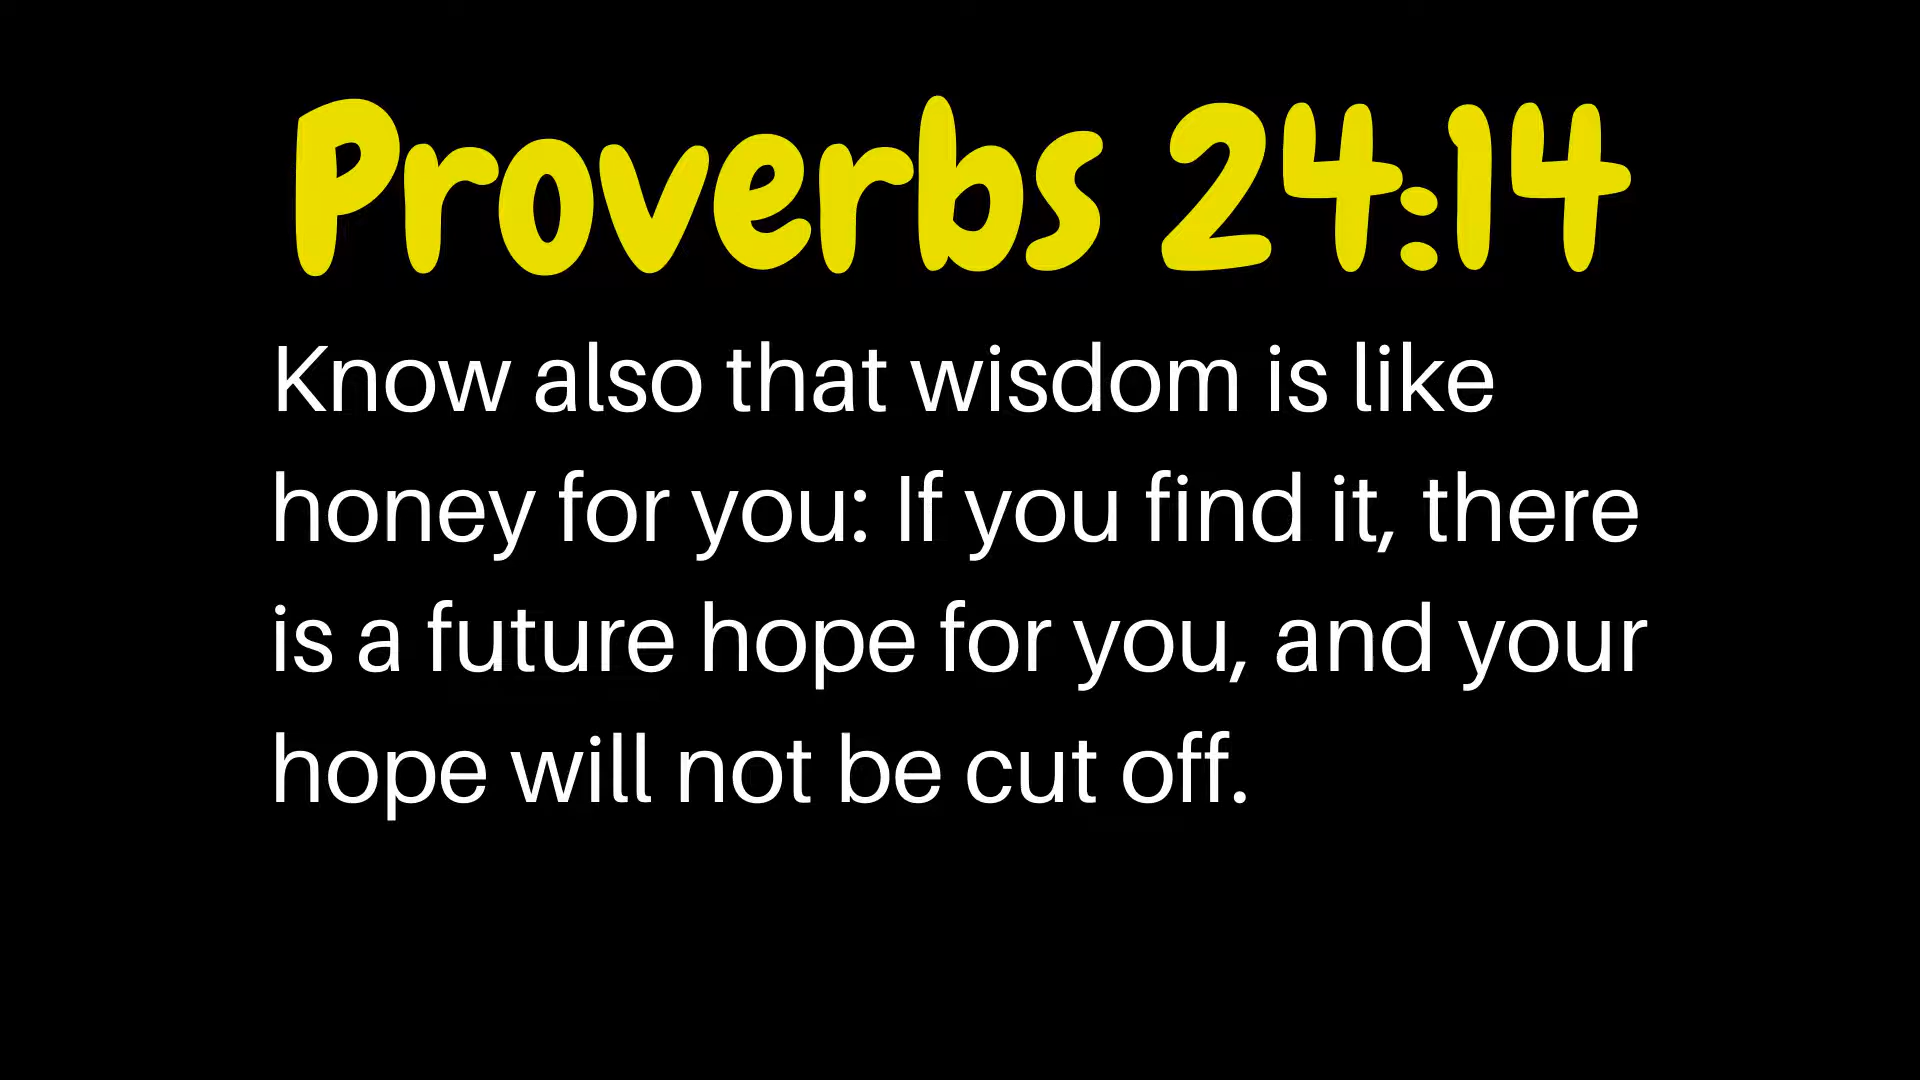 Proverbs 24:14
Know also that wisdom is like
honey for you: If you find it, there
is a future hope for you, and your
hope will not be cut off.